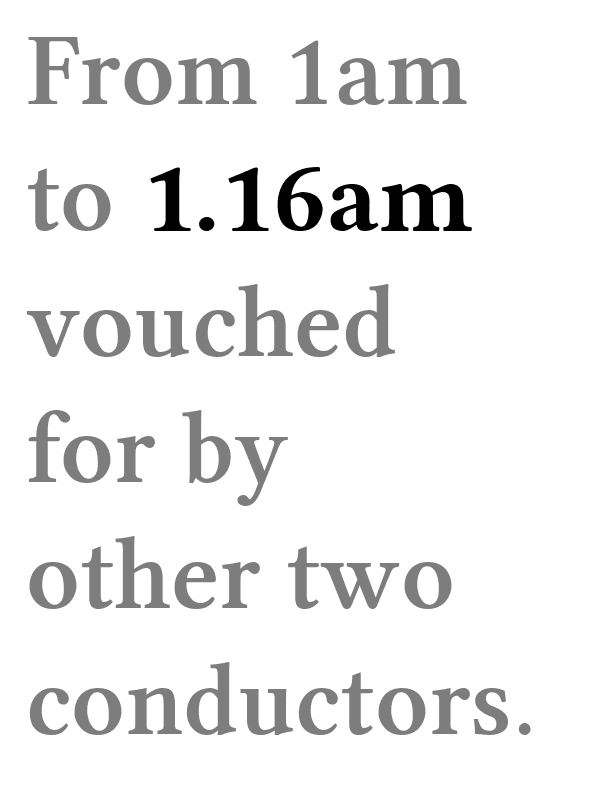 From 1am
to 1.16am
vouched
for by
other two
conductors.